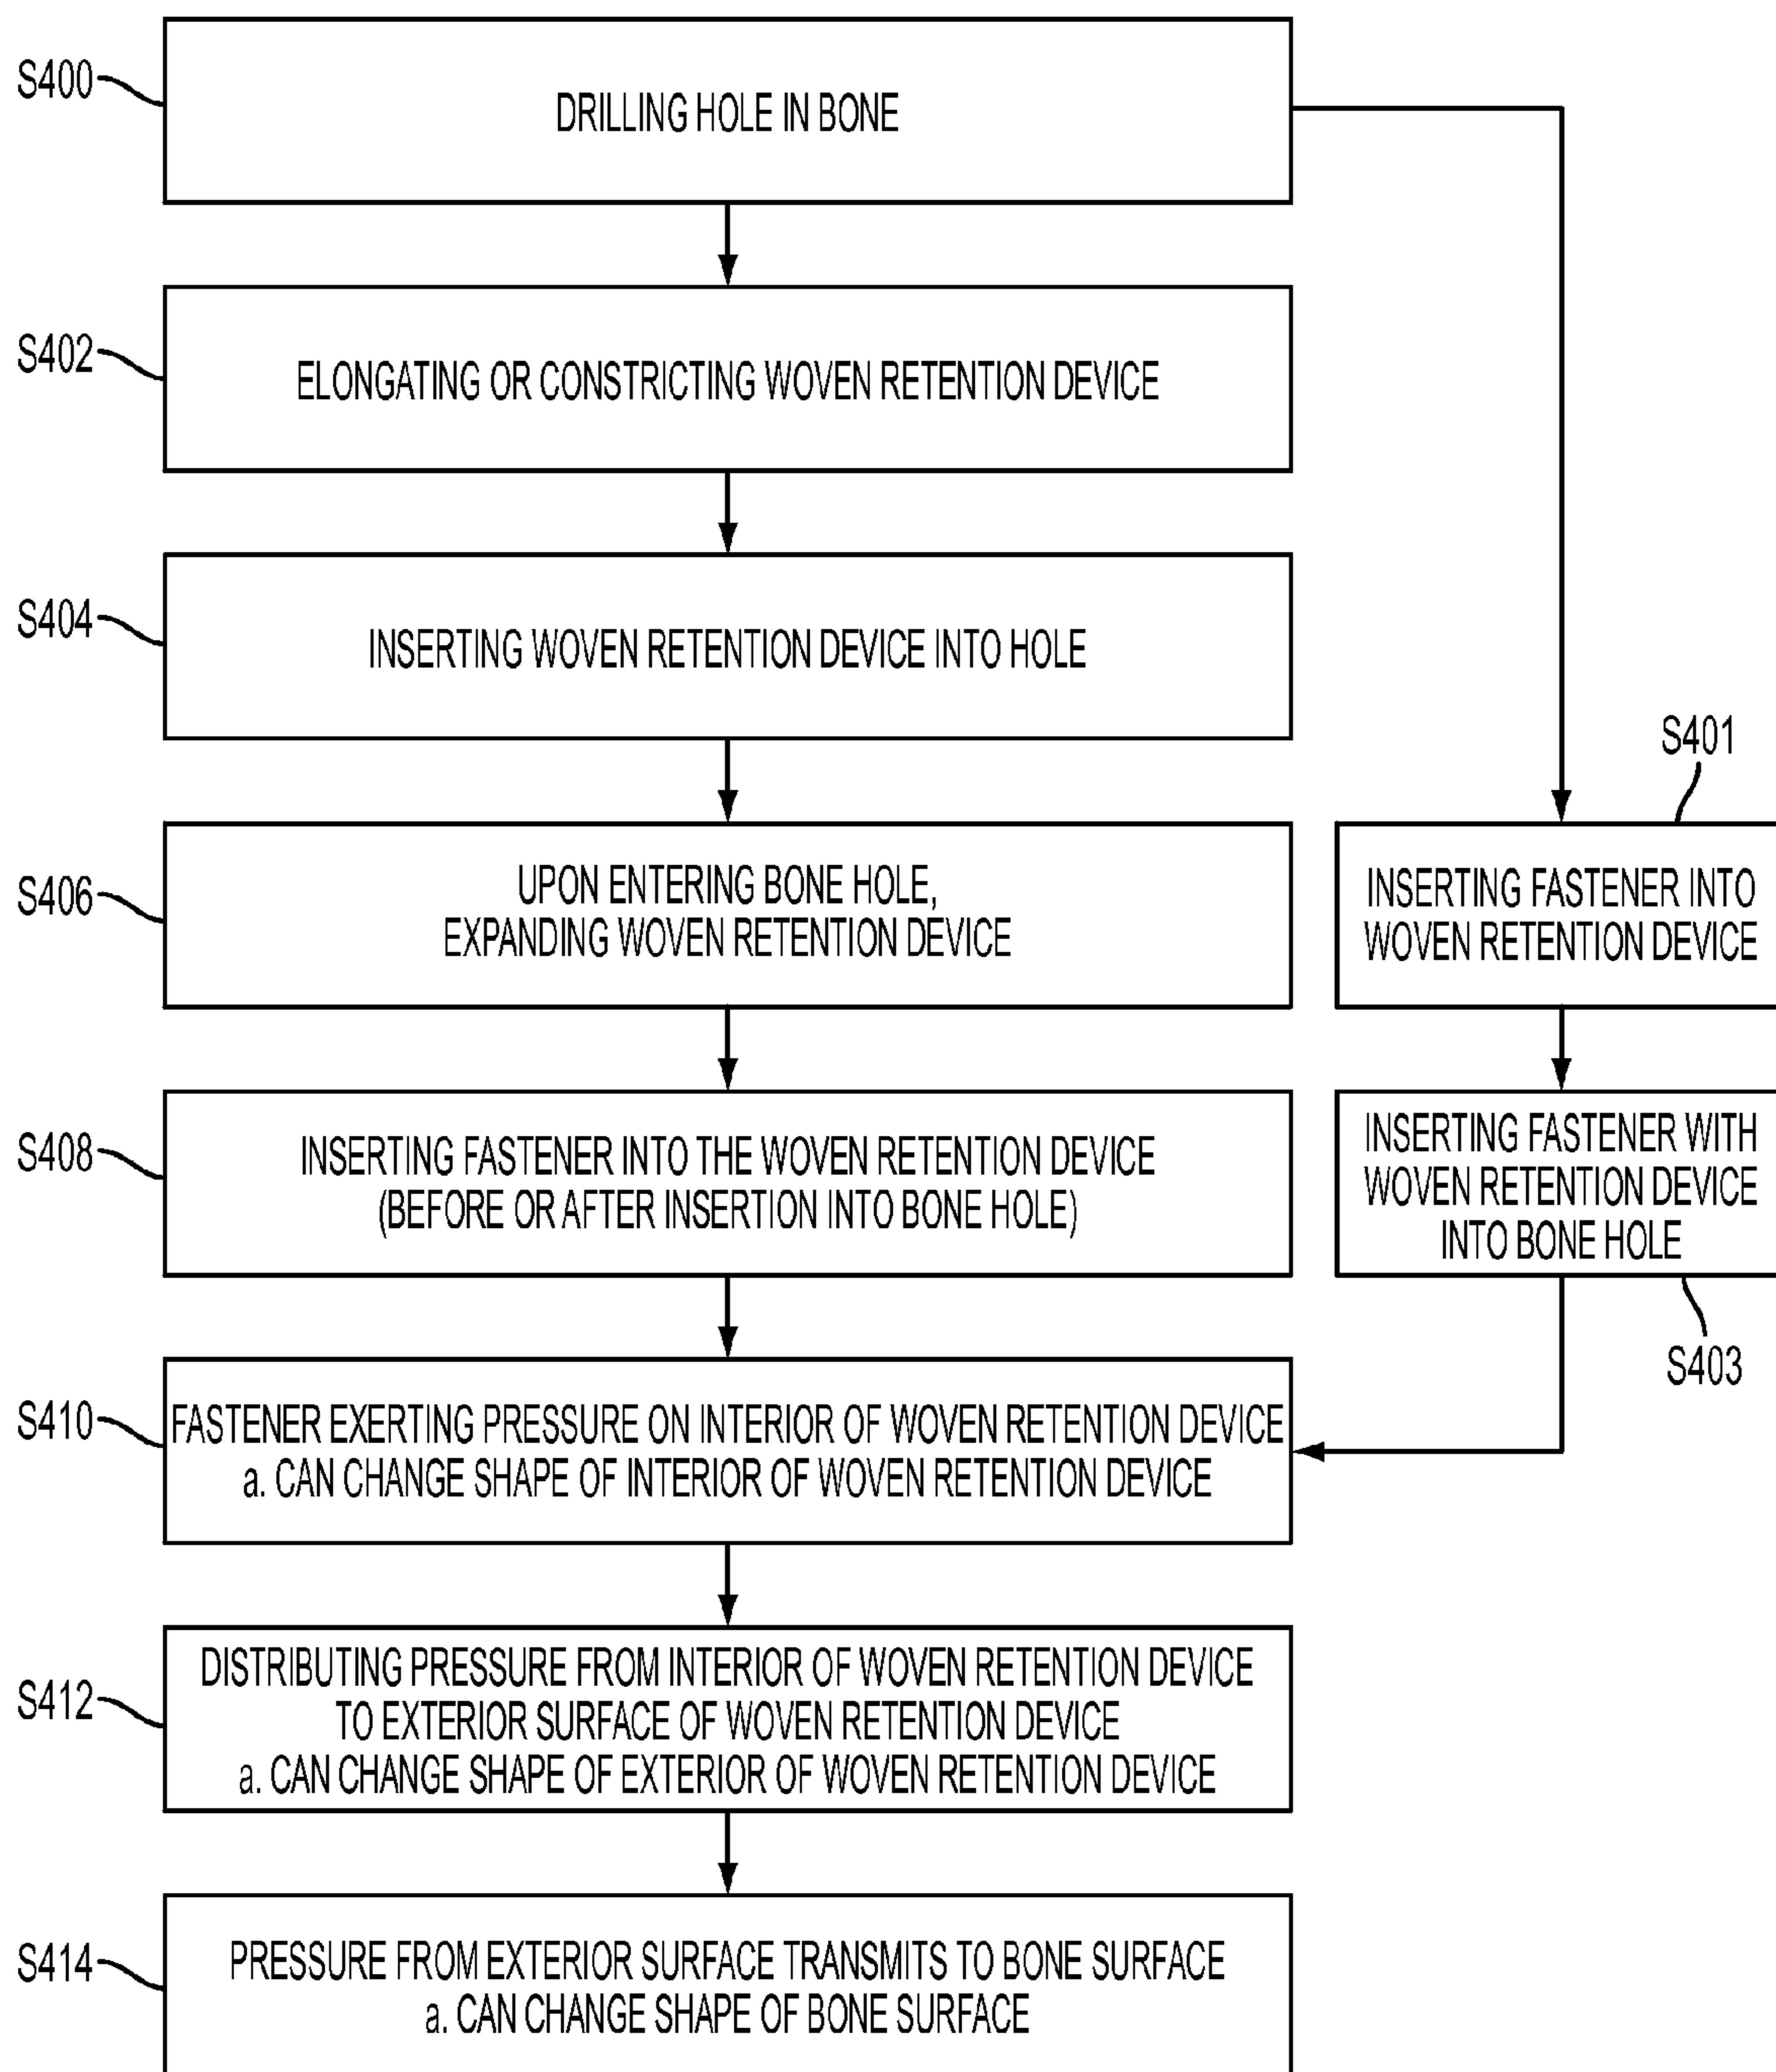 S400
DRILLING HOLE IN BONE
S402
ELONGATING OR CONSTRICTING WOVEN RETENTION DEVICE
S404
INSERTING WOVEN RETENTION DEVICE INTO HOLE
S406
UPON ENTERING BONE HOLE,
EXPANDING WOVEN RETENTION DEVICE
S401
INSERTING FASTENER INTO
WOVEN RETENTION DEVICE
S408
INSERTING FASTENER INTO THE WOVEN RETENTION DEVICE
(BEFORE OR AFTER INSERTION INTO BONE HOLE)
INSERTING FASTENER WITH
WOVEN RETENTION DEVICE
INTO BONE HOLE
S403
S410
FASTENER EXERTING PRESSURE ON INTERIOR OF WOVEN RETENTION DEVICE
a. CAN CHANGE SHAPE OF INTERIOR OF WOVEN RETENTION DEVICE
S412
DISTRIBUTING PRESSURE FROM INTERIOR OF WOVEN RETENTION DEVICE
TO EXTERIOR SURFACE OF WOVEN RETENTION DEVICE
a. CAN CHANGE SHAPE OF EXTERIOR OF WOVEN RETENTION DEVICE
S414
PRESSURE FROM EXTERIOR SURFACE TRANSMITS TO BONE SURFACE
a. CAN CHANGE SHAPE OF BONE SURFACE